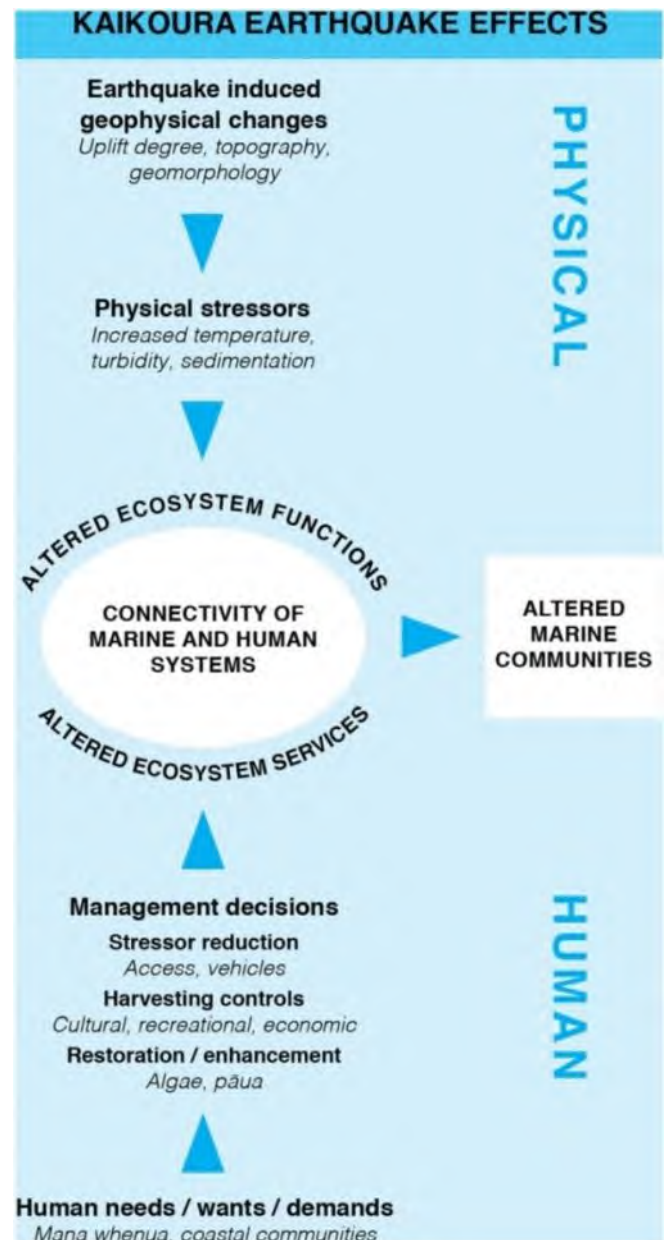 KAIKOURA EARTHQUAKE EFFECTS
Earthquake induced
geophysical changes
Uplift degree, topography,
geomorphology
PHYSICAL
Physical stressors
Increased temperature,
turbidity, sedimentation
ALTERED ECOSYSTEM FUNCTIONS
CONNECTIVITY OF
MARINE AND HUMAN
SYSTEMS
ALTERED ECOSYSTEM SERVICES
ALTERED
MARINE
COMMUNITIES
Management decisions
Stressor reduction
Access, vehicles
Harvesting controls
Cultural, recreational, economic
Restoration / enhancement
Algae, pāua
HUMAN
Human needs / wants / demands
Mana whenua, coastal communities